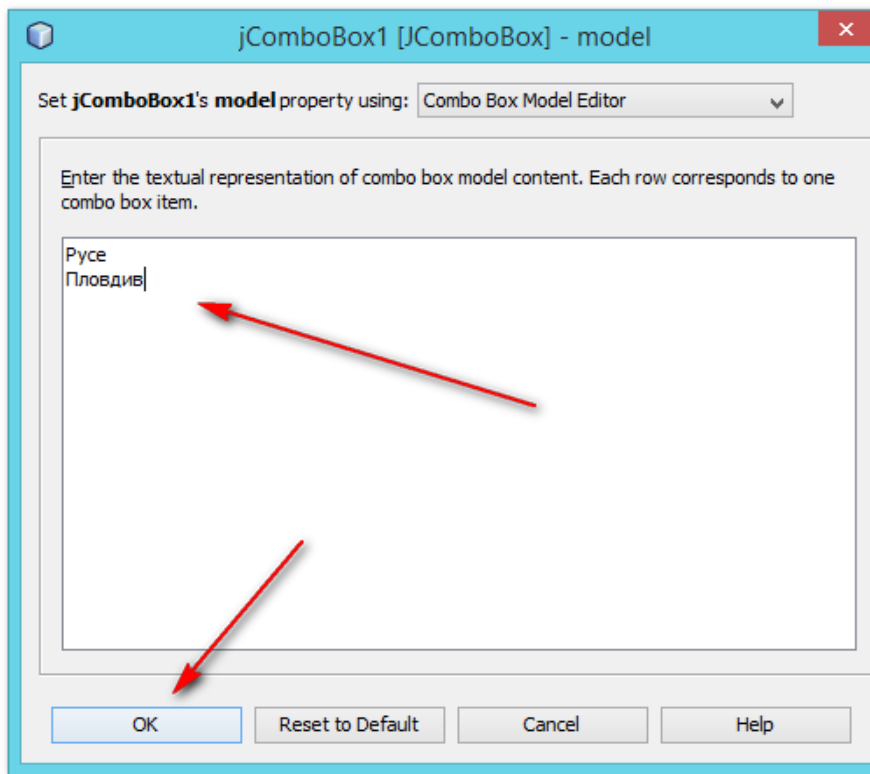 jComboBox1 [JComboBox] - model
Set jComboBox1's model property using: Combo Box Model Editor
Enter the textual representation of combo box model content. Each row corresponds to one
combo box item.
Русе
Пловдив
OK Reset to Default Cancel Help